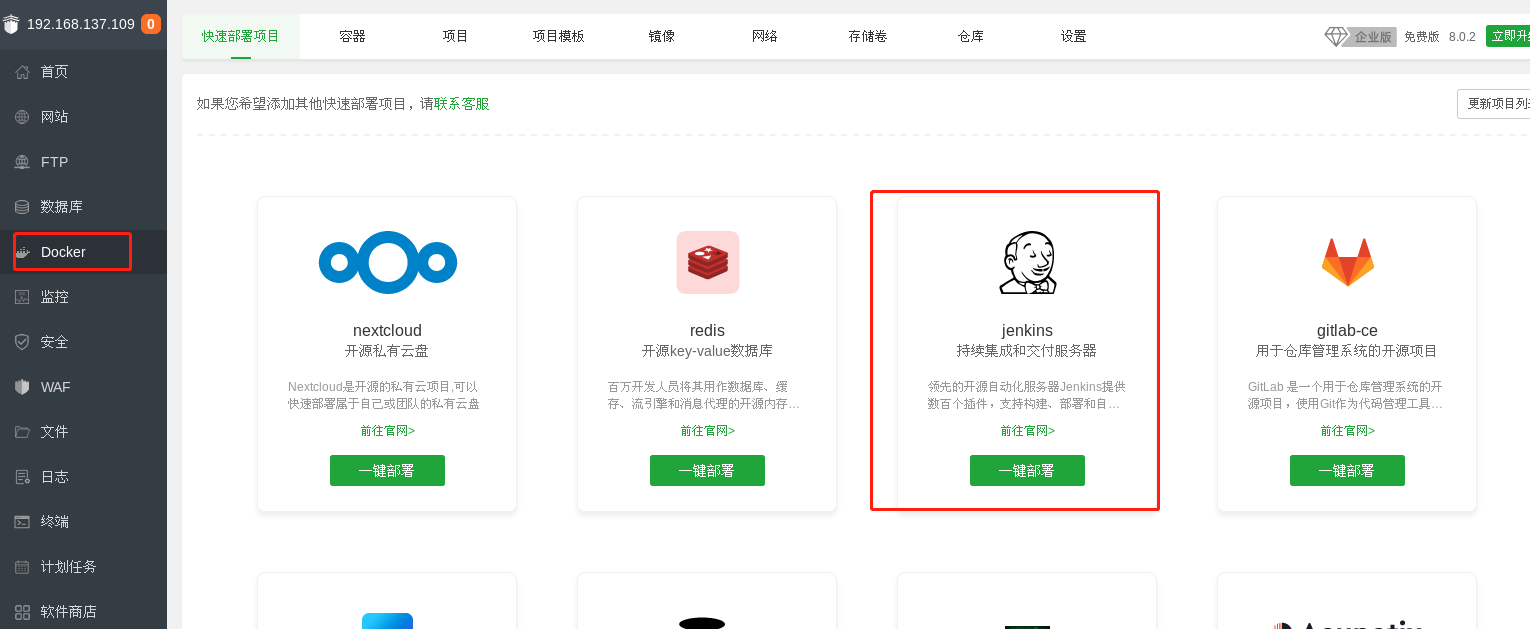 192.168.137.109 0
首页
网站
FTP
数据库
Docker
监控
安全
WAF
文件
日志
终端
计划任务
软件商店
快速部署项目 容器 项目 项目模板 镜像 网络 存储卷 仓库 设置
企业版 免费版 8.0.2 立即升
如果您希望添加其他快速部署项目，请联系客服
更新项目列
nextcloud
开源私有云盘
Nextcloud是开源的私有云项目,可以
快速部署属于自己或团队的私有云盘
前往官网>
一键部署
redis
开源key-value数据库
百万开发人员将其用作数据库、缓
存、流引擎和消息代理的开源内存…
前往官网>
一键部署
jenkins
持续集成和交付服务器
领先的开源自动化服务器Jenkins提供
数百个插件，支持构建、部署和自…
前往官网>
一键部署
gitlab-ce
用于仓库管理系统的开源项目
GitLab 是一个用于仓库管理系统的开
源项目，使用Git作为代码管理工具…
前往官网>
一键部署